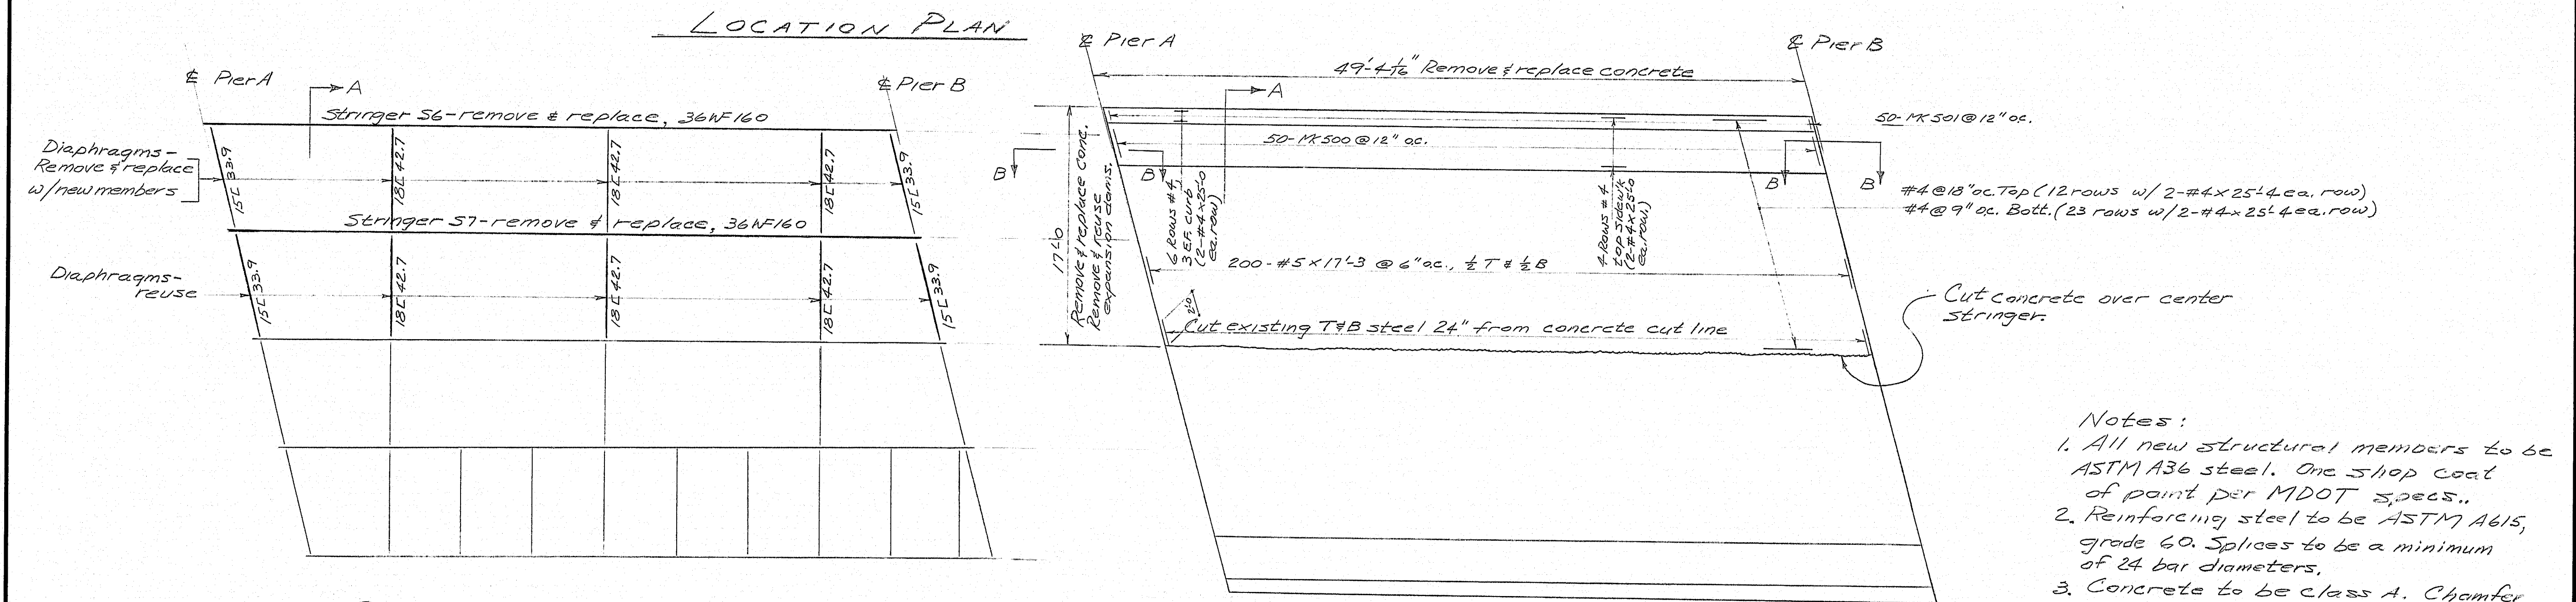 LOCATION PLAN
℄ Pier A
A
℄ Pier B
Stringer S6-remove & replace, 36WF160
Diaphragms-
Remove & replace
w/new members
15[33.9
18[42.7
18[42.7
18[42.7
15[33.9
Stringer S7-remove & replace, 36WF160
Diaphragms-
reuse
15[33.9
18[42.7
18[42.7
18[42.7
15[33.9
℄ Pier A
℄ Pier B
49'-4 1/16" Remove & replace concrete
A
50-MK501@12" o.c.
50-MK500@12" o.c.
B
B
B
B
17'-0
Remove & replace conc.
Remove & reuse
expansion dams.
6 Rows #4
3 E.F. curb
(2-#4x25'-0
ea.row)
4 Rows #4
top sidew'k
(2-#4x25'-0
ea.row.)
#4@18"oc.Top (12 rows w/2-#4x25'-4ea. row)
#4@9"o.c. Bott.(23 rows w/2-#4x25'-4ea.row)
200-#5x17'-3 @ 6"o.c., ½ T & ½ B
2'-0
Cut existing T&B steel 24" from concrete cut line
Cut concrete over center
stringer.
Notes:
1. All new structural members to be
ASTM A36 steel. One shop coat
of paint per MDOT specs..
2. Reinforcing steel to be ASTM A615,
grade 60. Splices to be a minimum
of 24 bar diameters.
3. Concrete to be class A. Chamfer